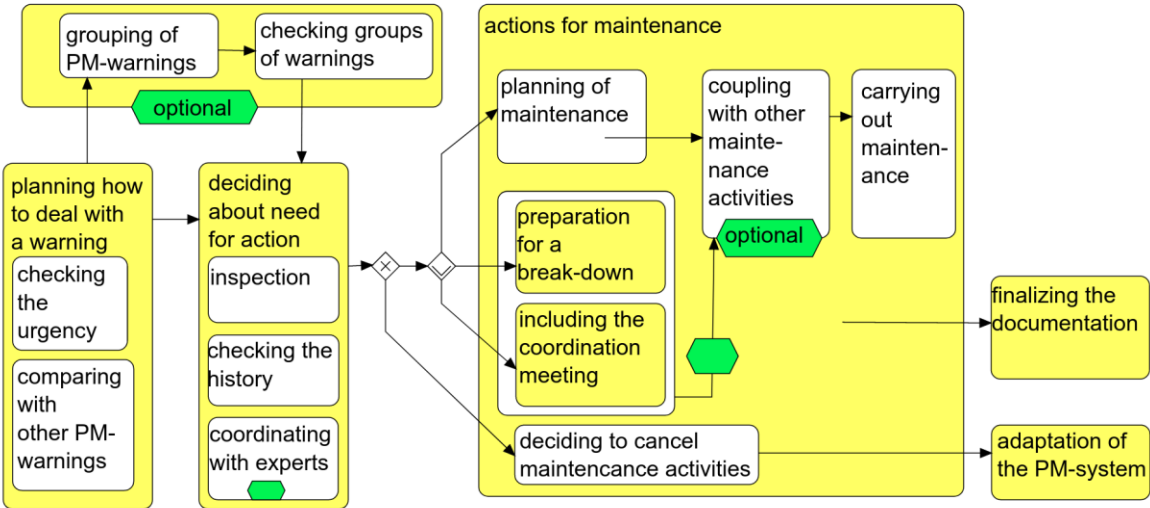 grouping of
PM-warnings
checking groups
of warnings
optional
planning how
to deal with
a warning
checking
the
urgency
comparing
with
other PM-
warnings
deciding
about need
for action
inspection
checking the
history
coordinating
with experts
actions for maintenance
planning of
maintenance
coupling
with other
mainte-
nance
activities
optional
carrying
out
mainten-
ance
preparation
for a
break-down
including the
coordination
meeting
deciding to cancel
maintencance activities
finalizing the
documentation
adaptation of
the PM-system